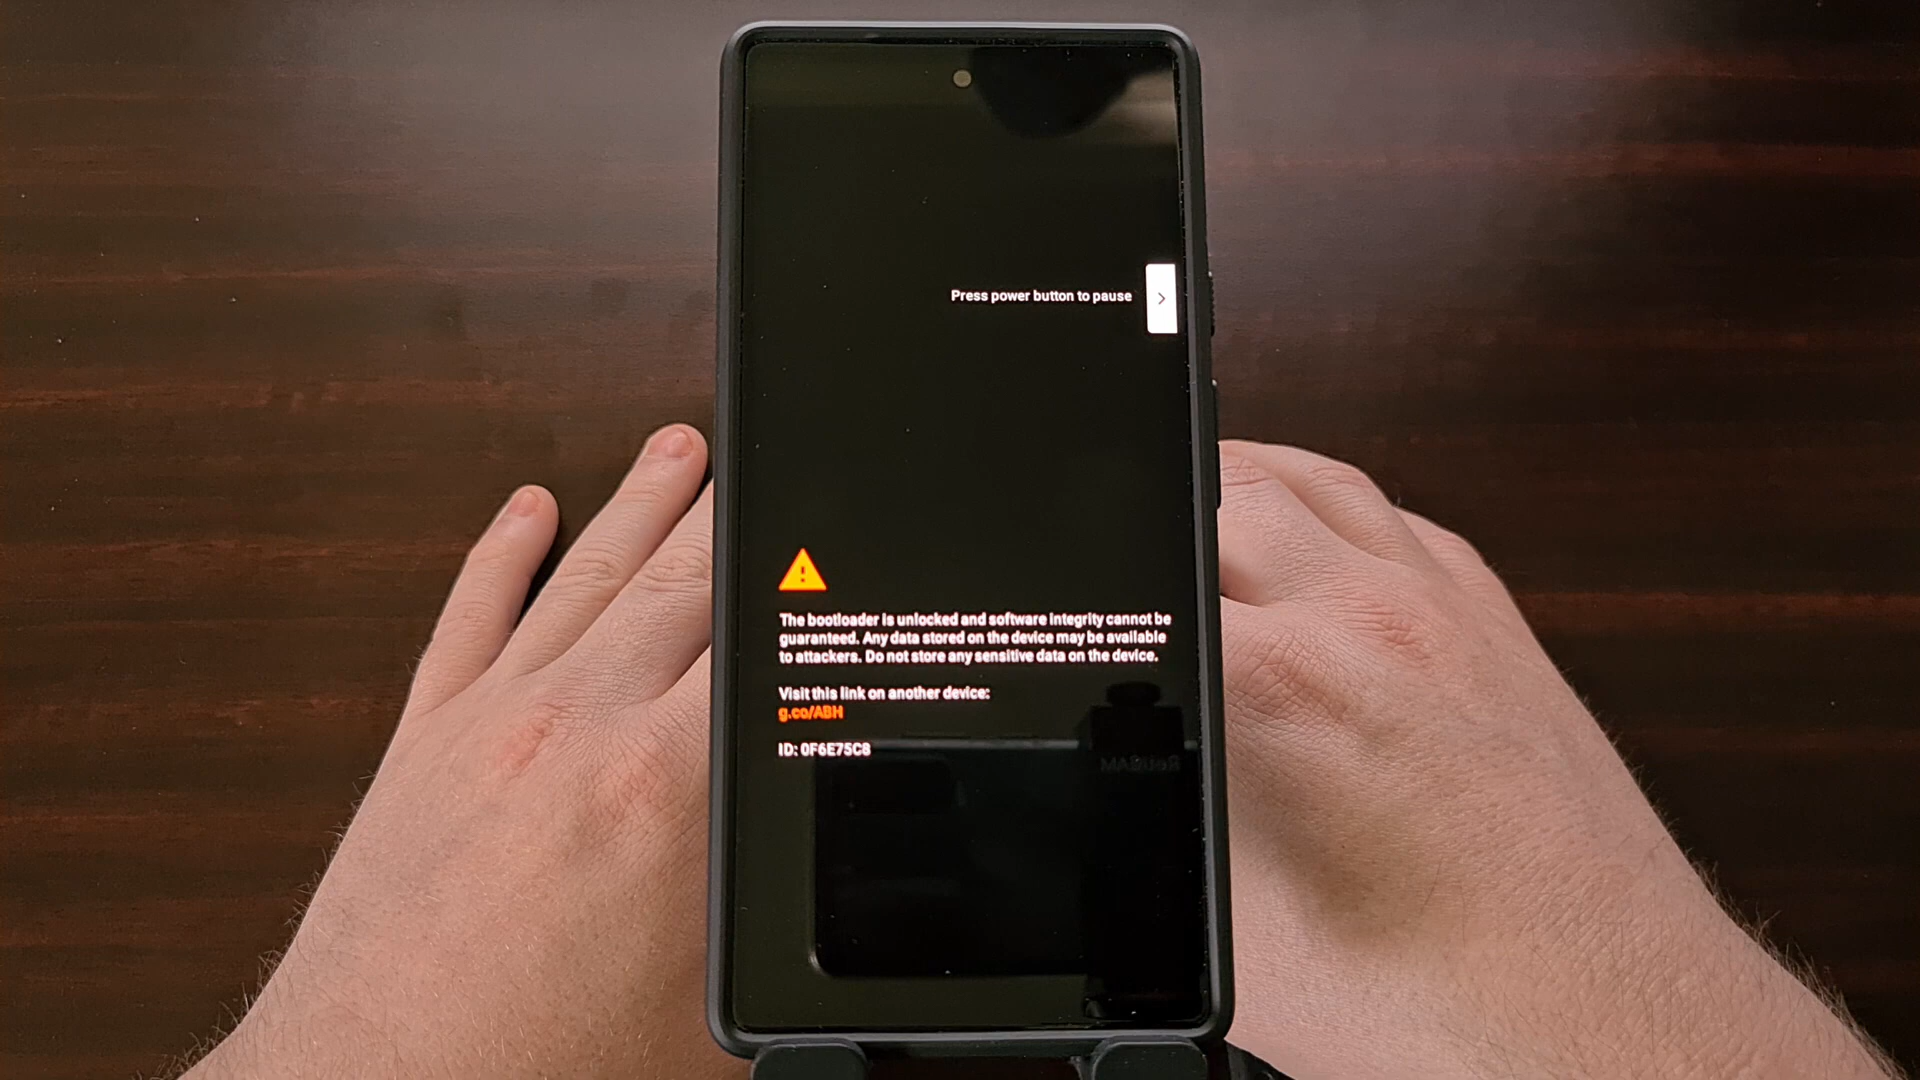 Press power button to pause
The bootloader is unlocked and software integrity cannot be
guaranteed. Any data stored on the device may be available
to attackers. Do not store any sensitive data on the device.
Visit this link on another device:
g.co/ABH
ID: 0F6E75C8